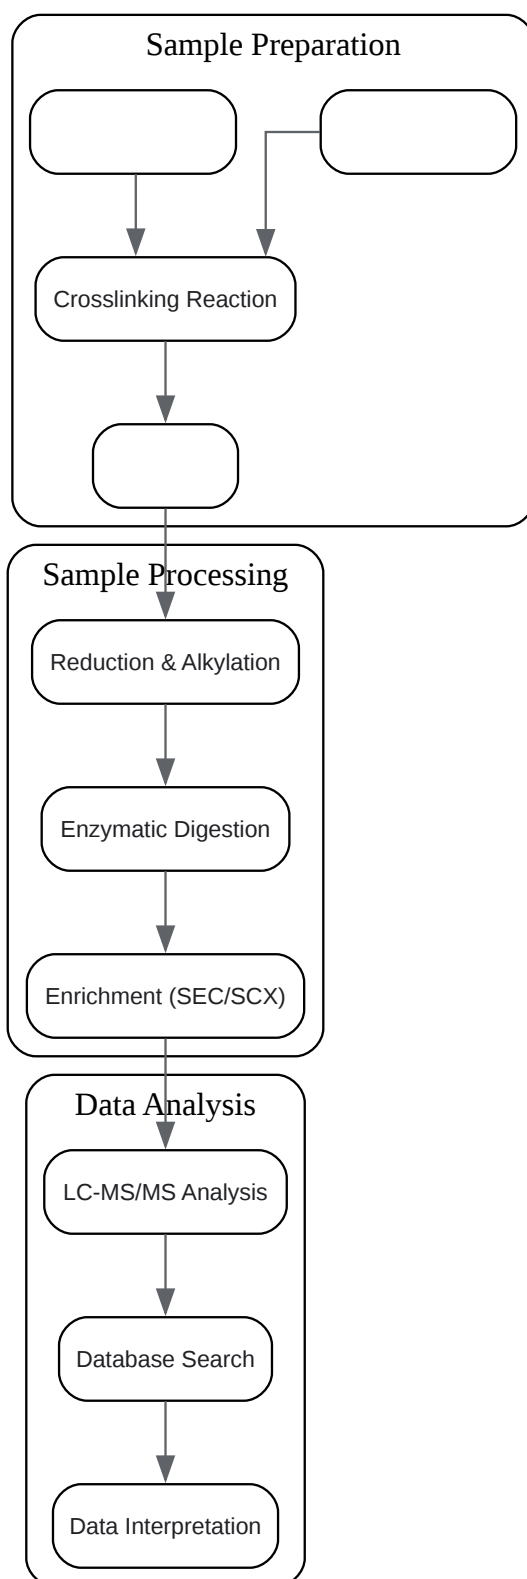 Sample Preparation
Crosslinking Reaction
Sample Processing
Reduction & Alkylation
Enzymatic Digestion
Enrichment (SEC/SCX)
Data Analysis
LC-MS/MS Analysis
Database Search
Data Interpretation